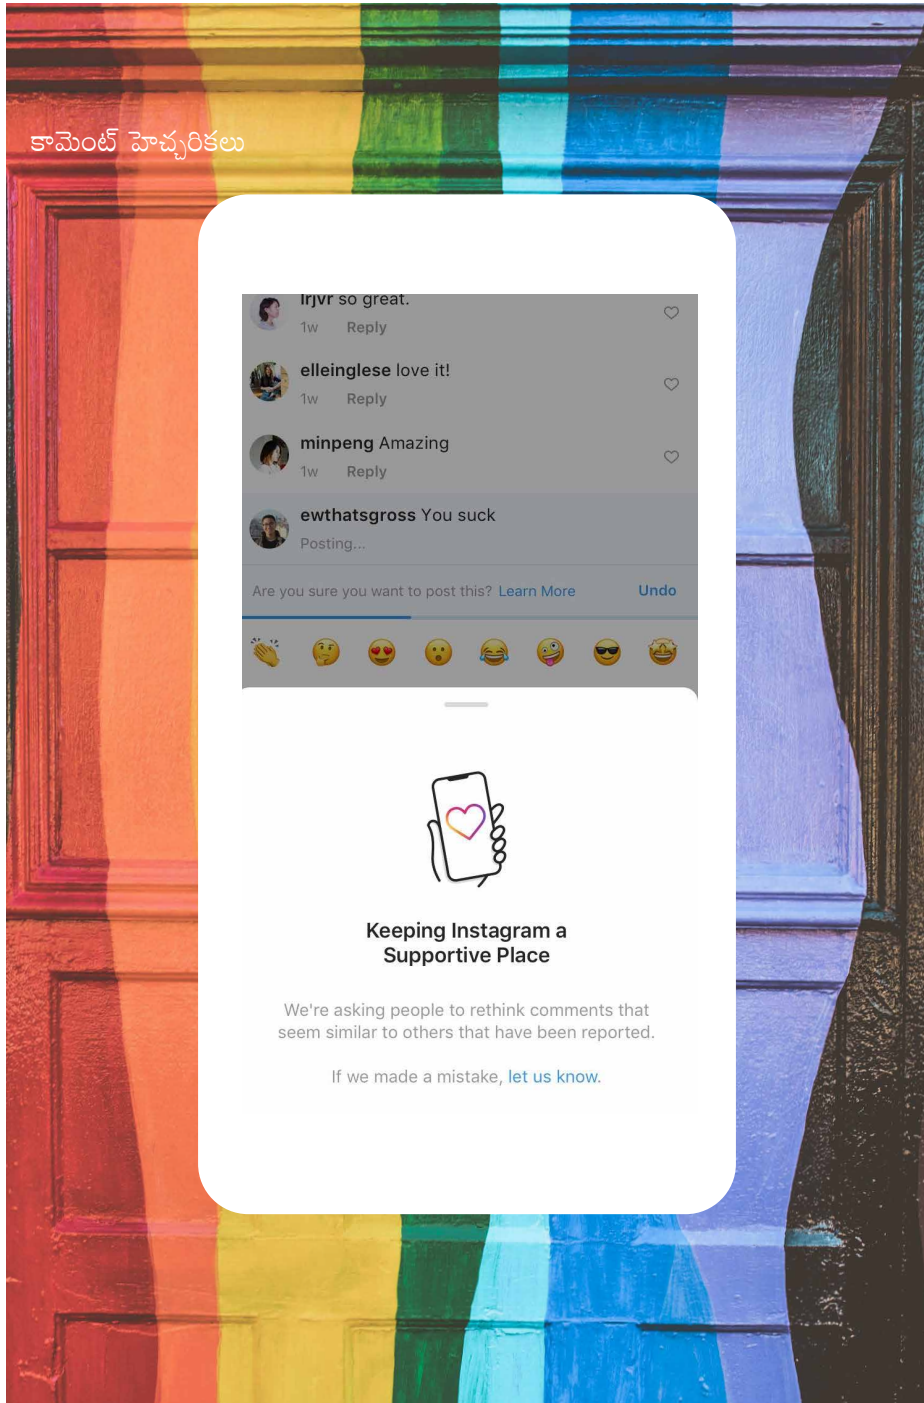 కామెంట్ హెచ్చరికలు
lrjvr so great.
1w Reply
elleinglese love it!
1w Reply
minpeng Amazing
1w Reply
ewthatsgross You suck
Posting...
Are you sure you want to post this? Learn More Undo
Keeping Instagram a
Supportive Place
We're asking people to rethink comments that
seem similar to others that have been reported.
If we made a mistake, let us know.